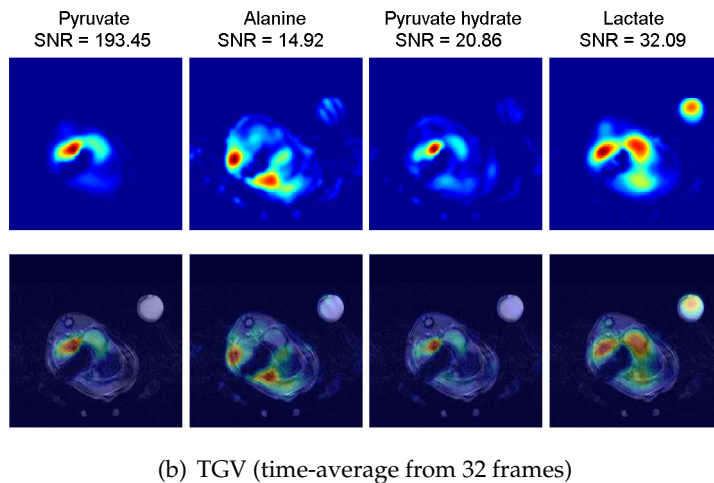 Pyruvate Alanine Pyruvate hydrate Lactate
SNR = 193.45 SNR = 14.92 SNR = 20.86 SNR = 32.09
(b) TGV (time-average from 32 frames)